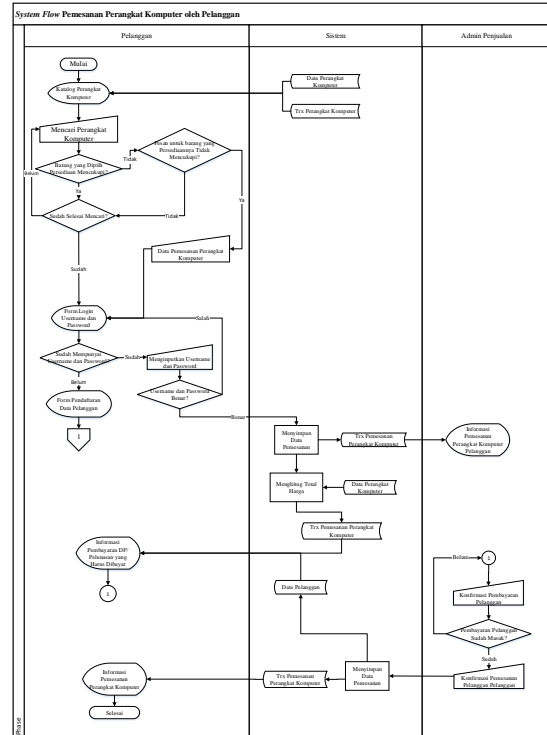 System Flow Pemesanan Perangkat Komputer oleh Pelanggan
Pelanggan
Sistem
Admin Penjualan
Mulai
Katalog Perangkat
Komputer
Data Perangkat
Komputer
Trx Perangkat Komputer
Mencari Perangkat
Komputer
Pesan untuk barang yang
Persediaannya Tidak
Mencukupi?
Tidak
Barang yang Dipilih
Persediaan Mencukupi?
Belum
Ya
Ya
Sudah Selesai Mencari?
Tidak
Data Pemesanan Perangkat
Komputer
Sudah
Form Login
Username dan
Password
Salah
Sudah Mempunyai
Username dan Password?
Sudah
Menginputkan Username
dan Password
Belum
Form Pendaftaran
Data Pelanggan
Username dan Password
Benar?
Benar
1
Menyimpan
Data
Pemesanan
Trx Pemesanan
Perangkat Komputer
Informasi
Pemesanan
Perangkat Komputer
Pelanggan
Menghitung Total
Harga
Data Perangkat
Komputer
Trx Pemesanan Perangkat
Komputer
Informasi
Pembayaran DP/
Pelunasan yang
Harus Dibayar
Belum
1
Data Pelanggan
Konfirmasi Pembayaran
Pelanggan
1
Pembayaran Pelanggan
Sudah Masuk?
Sudah
Informasi
Pemesanan
Perangkat Komputer
Trx Pemesanan
Perangkat Komputer
Menyimpan
Data
Pemesanan
Konfirmasi Pemesanan
Pelanggan Pelanggan
Selesai
Phase